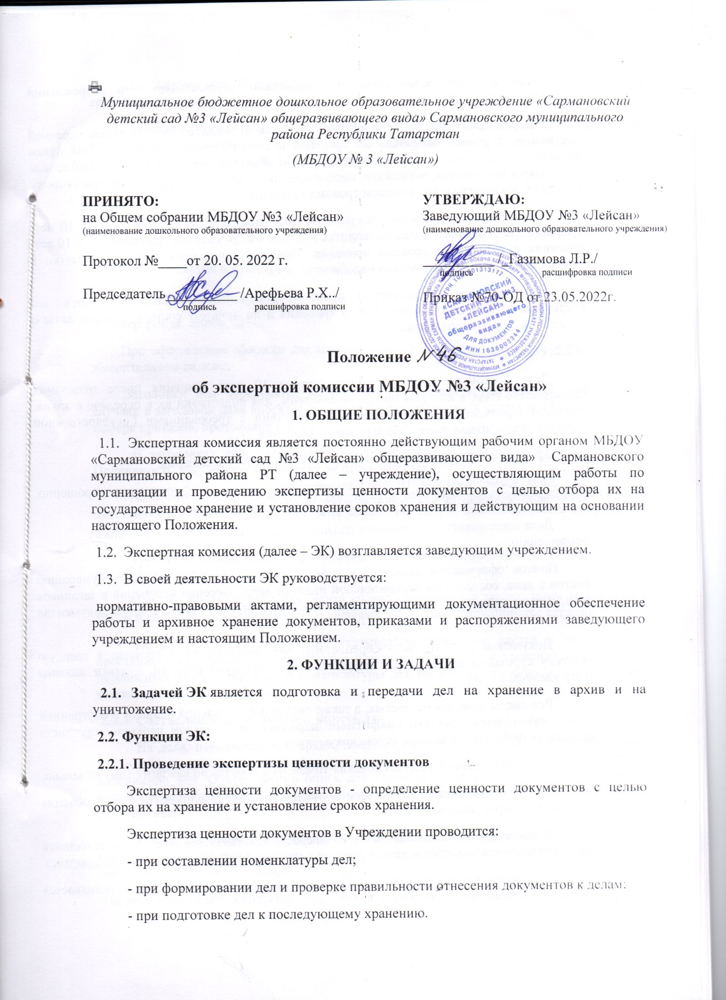 Муниципальное бюджетное дошкольное образовательное учреждение «Сармановский
детский сад №3 «Лейсан» общеразвивающего вида» Сармановского муниципального
района Республики Татарстан
(МБДОУ № 3 «Лейсан»)
ПРИНЯТО:
на Общем собрании МБДОУ №3 «Лейсан»
(наименование дошкольного образовательного учреждения)
Протокол №____от 20. 05. 2022 г.
Председатель __________/Арефьева Р.Х../
подпись расшифровка подписи
УТВЕРЖДАЮ:
Заведующий МБДОУ №3 «Лейсан»
(наименование дошкольного образовательного учреждения)
__________ /_Газимова Л.Р./
подпись расшифровка подписи
Приказ №70-ОД от 23.05.2022г.
«САРМАНОВСКИЙ
ДЕТСКИЙ САД №3
«ЛЕЙСАН»
общеразвивающего
вида»
ДЛЯ ДОКУМЕНТОВ
ИНН 1636003344
Положение №46
об экспертной комиссии МБДОУ №3 «Лейсан»
1. ОБЩИЕ ПОЛОЖЕНИЯ
1.1. Экспертная комиссия является постоянно действующим рабочим органом МБДОУ
«Сармановский детский сад №3 «Лейсан» общеразвивающего вида» Сармановского
муниципального района РТ (далее – учреждение), осуществляющим работы по
организации и проведению экспертизы ценности документов с целью отбора их на
государственное хранение и установление сроков хранения и действующим на основании
настоящего Положения.
1.2. Экспертная комиссия (далее – ЭК) возглавляется заведующим учреждением.
1.3. В своей деятельности ЭК руководствуется:
нормативно-правовыми актами, регламентирующими документационное обеспечение
работы и архивное хранение документов, приказами и распоряжениями заведующего
учреждением и настоящим Положением.
2. ФУНКЦИИ И ЗАДАЧИ
2.1. Задачей ЭК является подготовка и передачи дел на хранение в архив и на
уничтожение.
2.2. Функции ЭК:
2.2.1. Проведение экспертизы ценности документов
Экспертиза ценности документов - определение ценности документов с целью
отбора их на хранение и установление сроков хранения.
Экспертиза ценности документов в Учреждении проводится:
- при составлении номенклатуры дел;
- при формировании дел и проверке правильности отнесения документов к делам;
- при подготовке дел к последующему хранению.